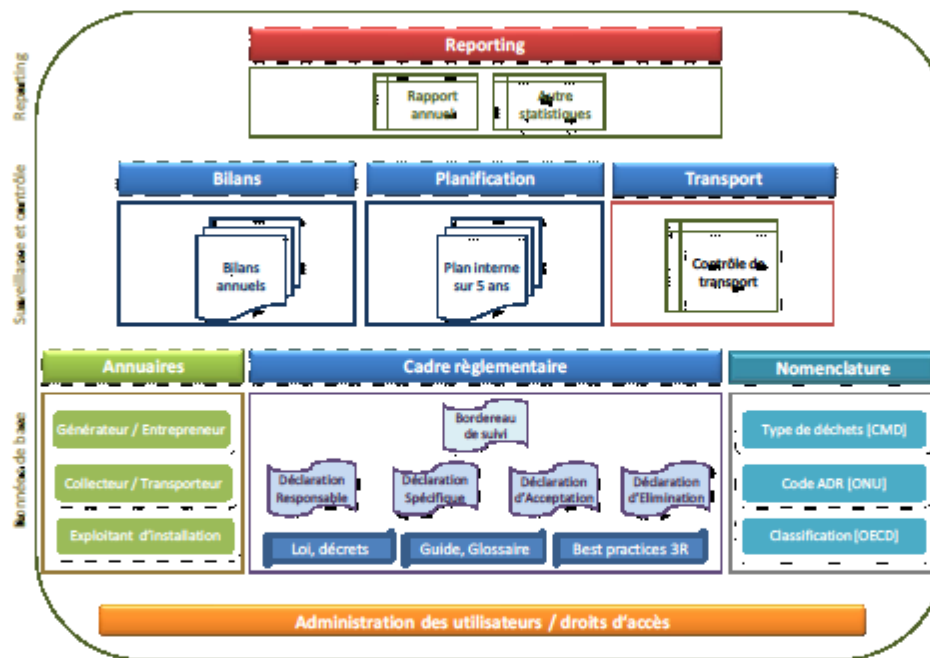 Reporting
Reporting
Rapport
annuel
Autre
statistiques
Surveillance et contrôle
Bilans
Planification
Transport
Bilans
annuels
Plan interne
sur 5 ans
Contrôle de
transport
Donnée de base
Annuaires
Cadre règlementaire
Nomenclature
Générateur / Entrepreneur
Collecteur / Transporteur
Exploitant d'installation
Bordereau
de suivi
Déclaration
Responsable
Déclaration
Spécifique
Déclaration
d'Acceptation
Déclaration
d'Elimination
Loi, décrets
Guide, Glossaire
Best practices 3R
Type de déchets [CMD]
Code ADR [ONU]
Classification [OECD]
Administration des utilisateurs / droits d'accès